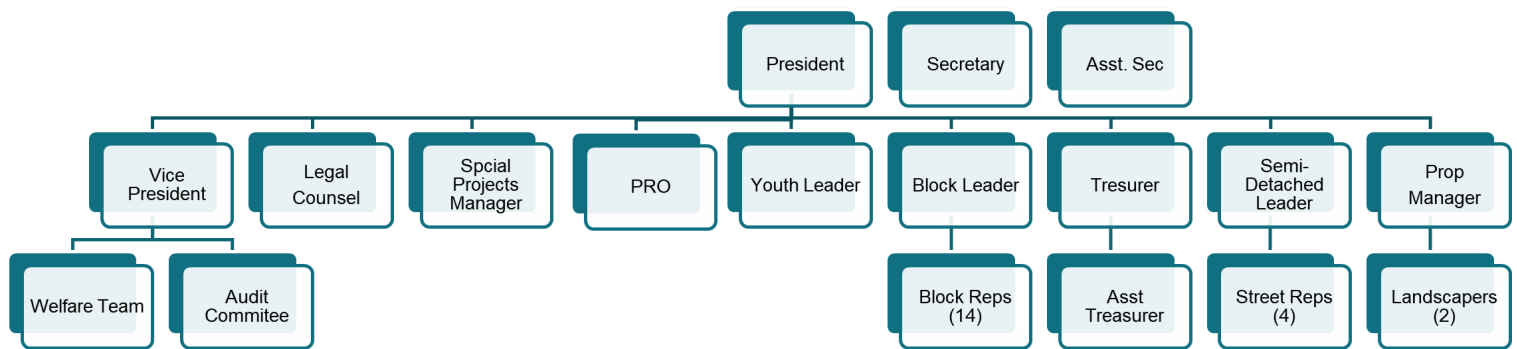 President
Secretary
Asst. Sec
Vice
President
Legal
Counsel
Spcial
Projects
Manager
PRO
Youth Leader
Block Leader
Tresurer
Semi-
Detached
Leader
Prop
Manager
Welfare Team
Audit
Commitee
Block Reps
(14)
Asst
Treasurer
Street Reps
(4)
Landscapers
(2)